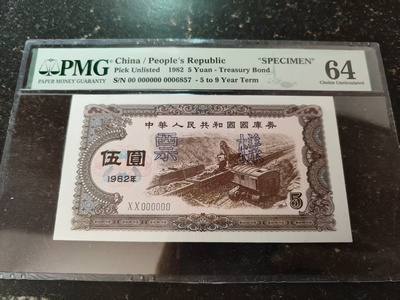 PMG
PAPER MONEY GUARANTY
China / People's Republic
Pick Unlisted 1982 5 Yuan - Treasury Bond
S/N 00 000000 0006857 - 5 to 9 Year Term
"SPECIMEN"
64
Choice Uncirculated
中華人民共和國國庫券
票樣
伍圓
1982年
XX000000
5